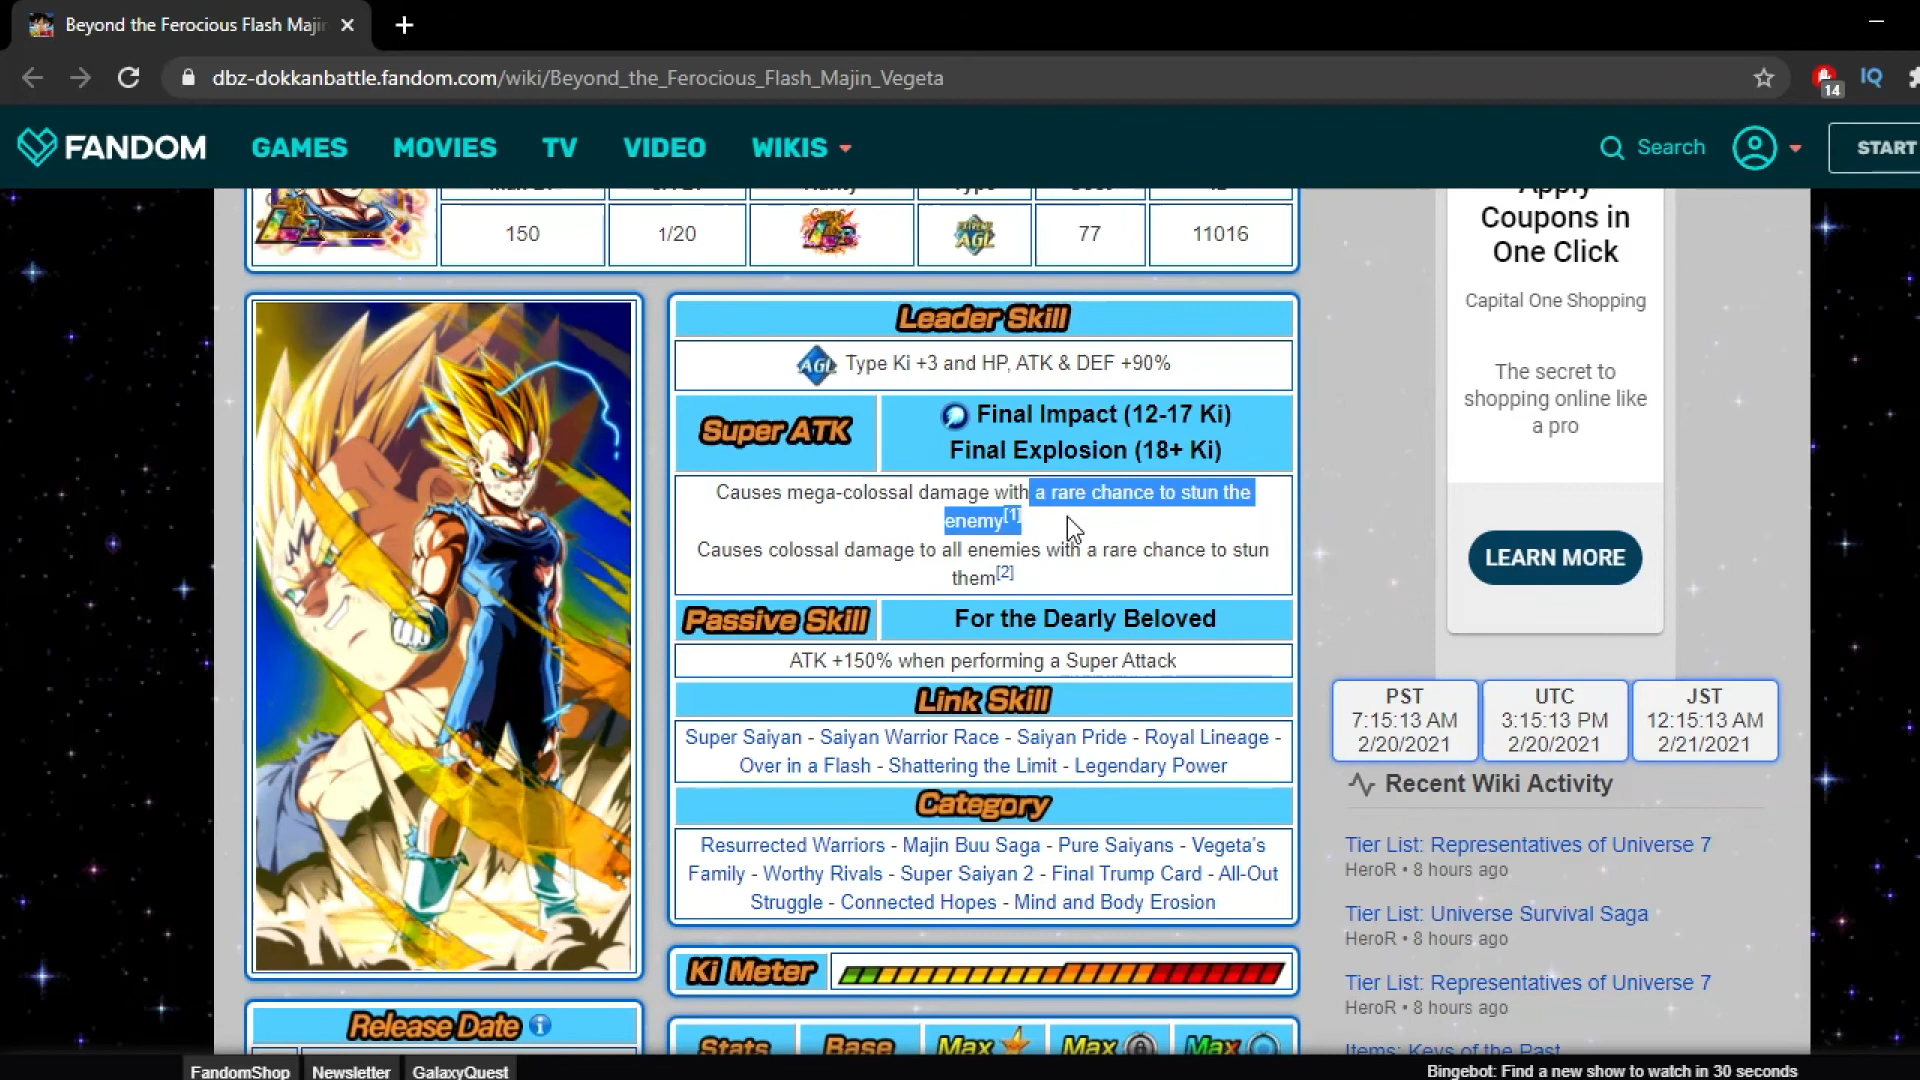 Beyond the Ferocious Flash Maji
dbz-dokkanbattle.fandom.com/wiki/Beyond_the_Ferocious_Flash_Majin_Vegeta
14
IQ
FANDOM
GAMES
MOVIES
TV
VIDEO
WIKIS
Search
START
150
1/20
LR
EXTREME AGL
77
11016
Leader Skill
AGL Type Ki +3 and HP, ATK & DEF +90%
Super ATK
Final Impact (12-17 Ki)
Final Explosion (18+ Ki)
Causes mega-colossal damage with a rare chance to stun the
enemy[1]
Causes colossal damage to all enemies with a rare chance to stun
them[2]
Passive Skill
For the Dearly Beloved
ATK +150% when performing a Super Attack
Link Skill
Super Saiyan - Saiyan Warrior Race - Saiyan Pride - Royal Lineage -
Over in a Flash - Shattering the Limit - Legendary Power
Category
Resurrected Warriors - Majin Buu Saga - Pure Saiyans - Vegeta's
Family - Worthy Rivals - Super Saiyan 2 - Final Trump Card - All-Out
Struggle - Connected Hopes - Mind and Body Erosion
Ki Meter
Release Date
Stats
Base
Max
Max
Max
Apply
Coupons in
One Click
Capital One Shopping
The secret to
shopping online like
a pro
LEARN MORE
PST
7:15:13 AM
2/20/2021
UTC
3:15:13 PM
2/20/2021
JST
12:15:13 AM
2/21/2021
Recent Wiki Activity
Tier List: Representatives of Universe 7
HeroR • 8 hours ago
Tier List: Universe Survival Saga
HeroR • 8 hours ago
Tier List: Representatives of Universe 7
HeroR • 8 hours ago
Items: Keys of the Past
FandomShop
Newsletter
GalaxyQuest
Bingebot: Find a new show to watch in 30 seconds